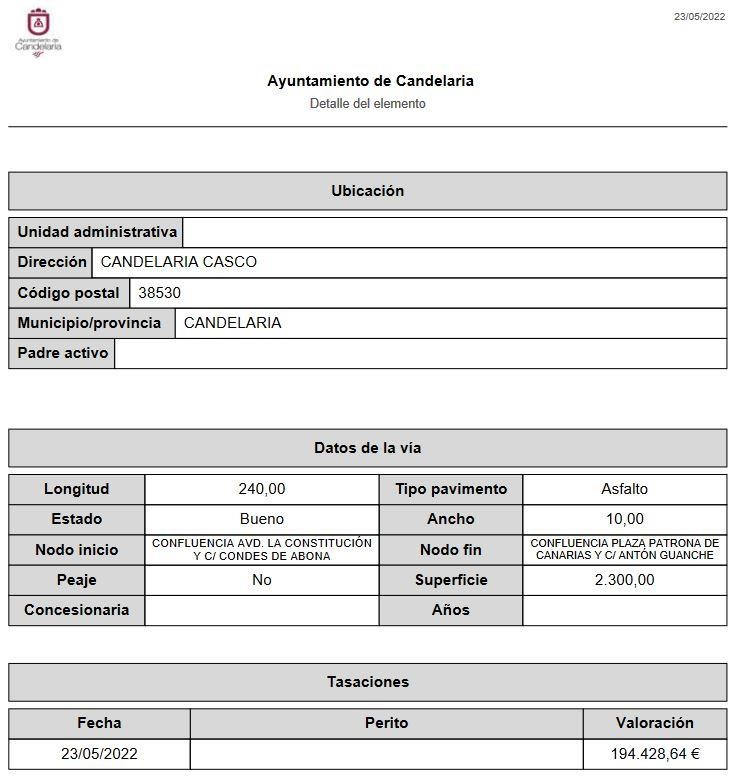 23/05/2022
Ayuntamiento de
Candelaria
Ayuntamiento de Candelaria
Detalle del elemento
Ubicación
Unidad administrativa
Dirección CANDELARIA CASCO
Código postal 38530
Municipio/provincia CANDELARIA
Padre activo
Datos de la vía
Longitud 240,00 Tipo pavimento Asfalto
Estado Bueno Ancho 10,00
Nodo inicio CONFLUENCIA AVD. LA CONSTITUCIÓN Y C/ CONDES DE ABONA Nodo fin CONFLUENCIA PLAZA PATRONA DE CANARIAS Y C/ ANTÓN GUANCHE
Peaje No Superficie 2.300,00
Concesionaria Años
Tasaciones
Fecha Perito Valoración
23/05/2022 194.428,64 €